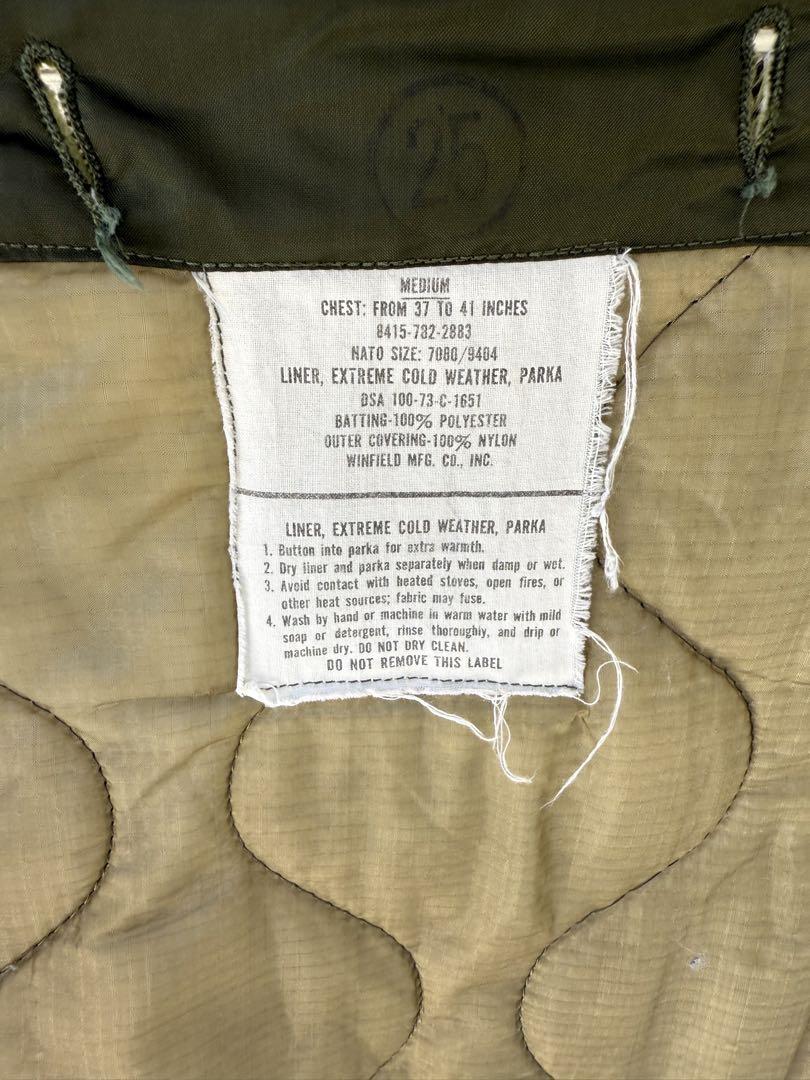 25
MEDIUM
CHEST: FROM 37 TO 41 INCHES
8415-782-2883
NATO SIZE: 7080/9404
LINER, EXTREME COLD WEATHER, PARKA
DSA 100-73-C-1651
BATTING-100% POLYESTER
OUTER COVERING-100% NYLON
WINFIELD MFG. CO., INC.
LINER, EXTREME COLD WEATHER, PARKA
1. Button into parka for extra warmth.
2. Dry liner and parka separately when damp or wet.
3. Avoid contact with heated stoves, open fires, or
other heat sources; fabric may fuse.
4. Wash by hand or machine in warm water with mild
soap or detergent, rinse thoroughly, and drip or
machine dry. DO NOT DRY CLEAN.
DO NOT REMOVE THIS LABEL